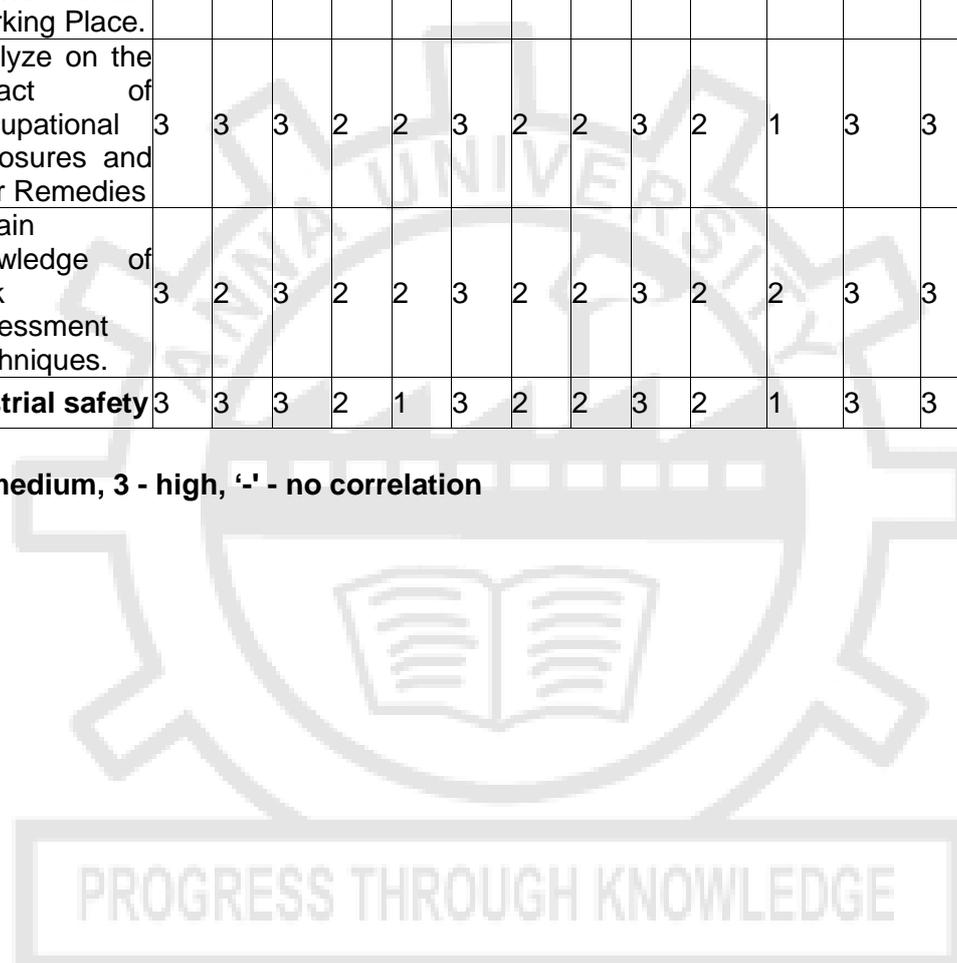 rking Place.
lyze on the
act of
upational 3 3 3 2 2 3 2 2 3 2 1 3 3
osures and
r Remedies
ain
wledge of
k 3 2 3 2 2 3 2 2 3 2 2 3 3
essment
hniques.
strial safety 3 3 3 2 1 3 2 2 3 2 1 3 3
nedium, 3 - high, ‘-' - no correlation
ANNA UNIVERSITY
PROGRESS THROUGH KNOWLEDGE